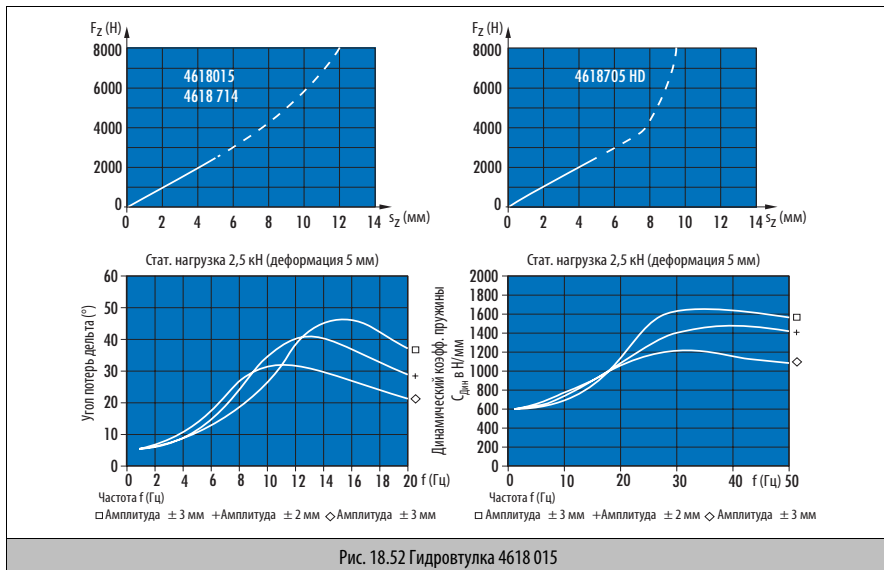 F_z (Н)
8000
6000
4000
2000
0
4618015
4618 714
0 2 4 6 8 10 12 14
s_z (мм)
F_z (Н)
8000
6000
4000
2000
0
4618705 HD
0 2 4 6 8 10 12 14
s_z (мм)
Стат. нагрузка 2,5 кН (деформация 5 мм)
Угол потерь дельта (°)
60
50
40
30
20
10
0
0 2 4 6 8 10 12 14 16 18 20 f (Гц)
Частота f (Гц)
□ Амплитуда ± 3 мм +Амплитуда ± 2 мм ◇ Амплитуда ± 3 мм
Стат. нагрузка 2,5 кН (деформация 5 мм)
Динамический коэфф. пружины
C_Дин в Н/мм
2000
1800
1600
1400
1200
1000
800
600
400
200
0
0 10 20 30 40 f (Гц) 50
Частота f (Гц)
□ Амплитуда ± 3 мм +Амплитуда ± 2 мм ◇ Амплитуда ± 3 мм
Рис. 18.52 Гидровтулка 4618 015